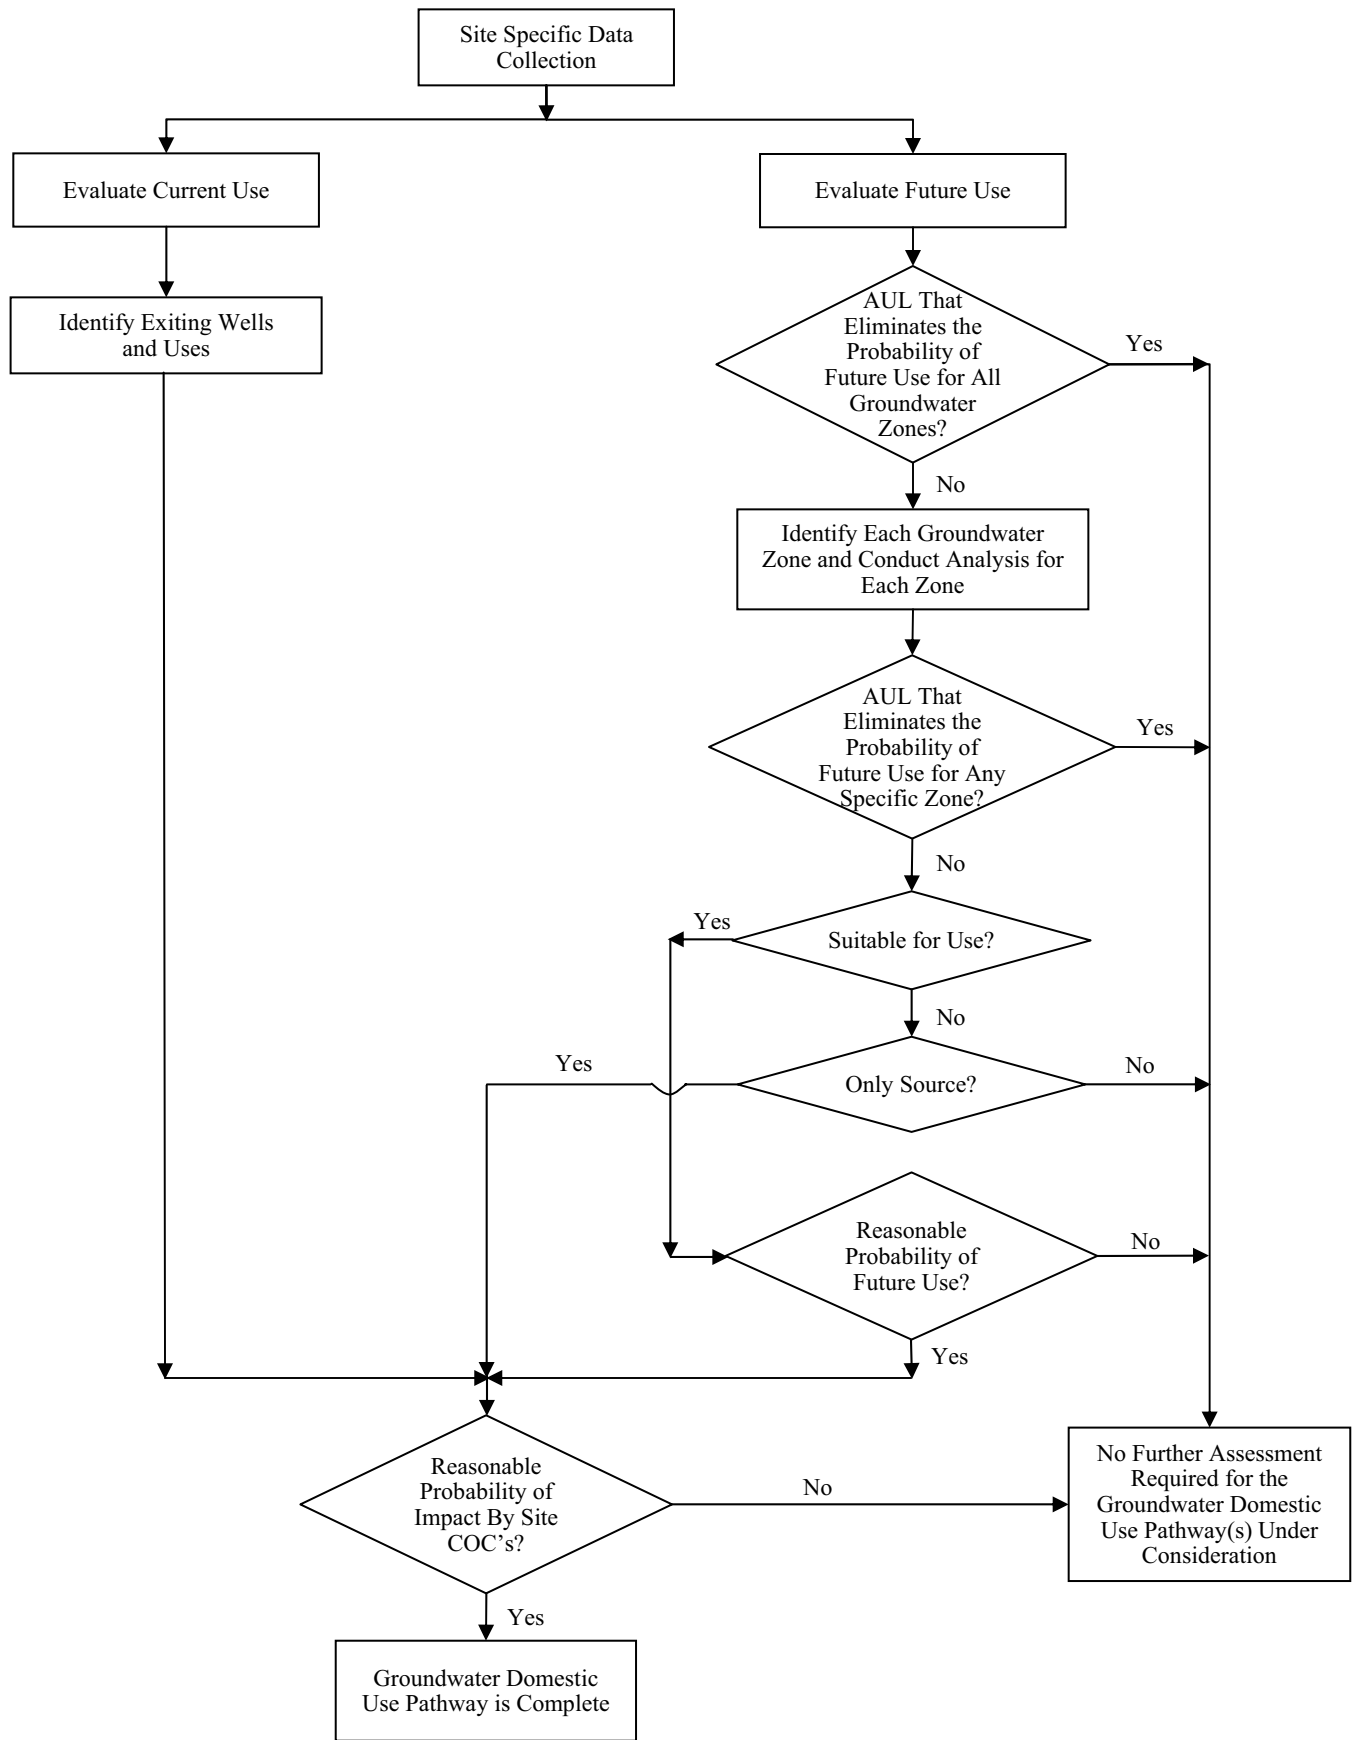 Site Specific Data
Collection
Evaluate Current Use
Evaluate Future Use
Identify Exiting Wells
and Uses
AUL That
Eliminates the
Probability of
Future Use for All
Groundwater
Zones?
Yes
No
Identify Each Groundwater
Zone and Conduct Analysis for
Each Zone
AUL That
Eliminates the
Probability of
Future Use for Any
Specific Zone?
Yes
No
Yes
Suitable for Use?
No
Yes
Only Source?
No
Reasonable
Probability of
Future Use?
No
Yes
Reasonable
Probability of
Impact By Site
COC's?
No
No Further Assessment
Required for the
Groundwater Domestic
Use Pathway(s) Under
Consideration
Yes
Groundwater Domestic
Use Pathway is Complete